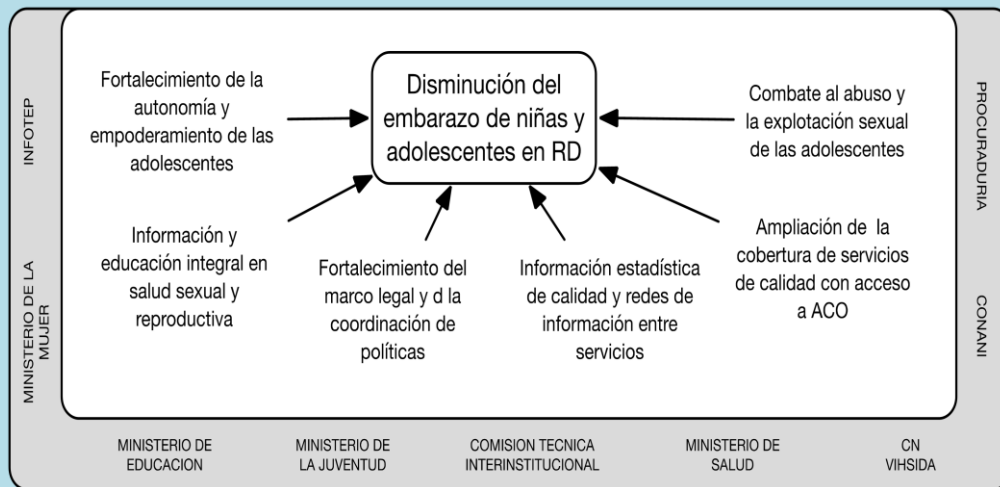 Disminución del
embarazo de niñas y
adolescentes en RD
Fortalecimiento de la
autonomía y
empoderamiento de las
adolescentes
Combate al abuso y
la explotación sexual
de las adolescentes
Información y
educación integral en
salud sexual y
reproductiva
Fortalecimiento del
marco legal y d la
coordinación de
políticas
Información estadística
de calidad y redes de
información entre
servicios
Ampliación de la
cobertura de servicios
de calidad con acceso
a ACO
INFOTEP
MINISTERIO DE LA
MUJER
PROCURADURIA
CONANI
MINISTERIO DE
EDUCACION
MINISTERIO DE
LA JUVENTUD
COMISION TECNICA
INTERINSTITUCIONAL
MINISTERIO DE
SALUD
CN
VIHSIDA